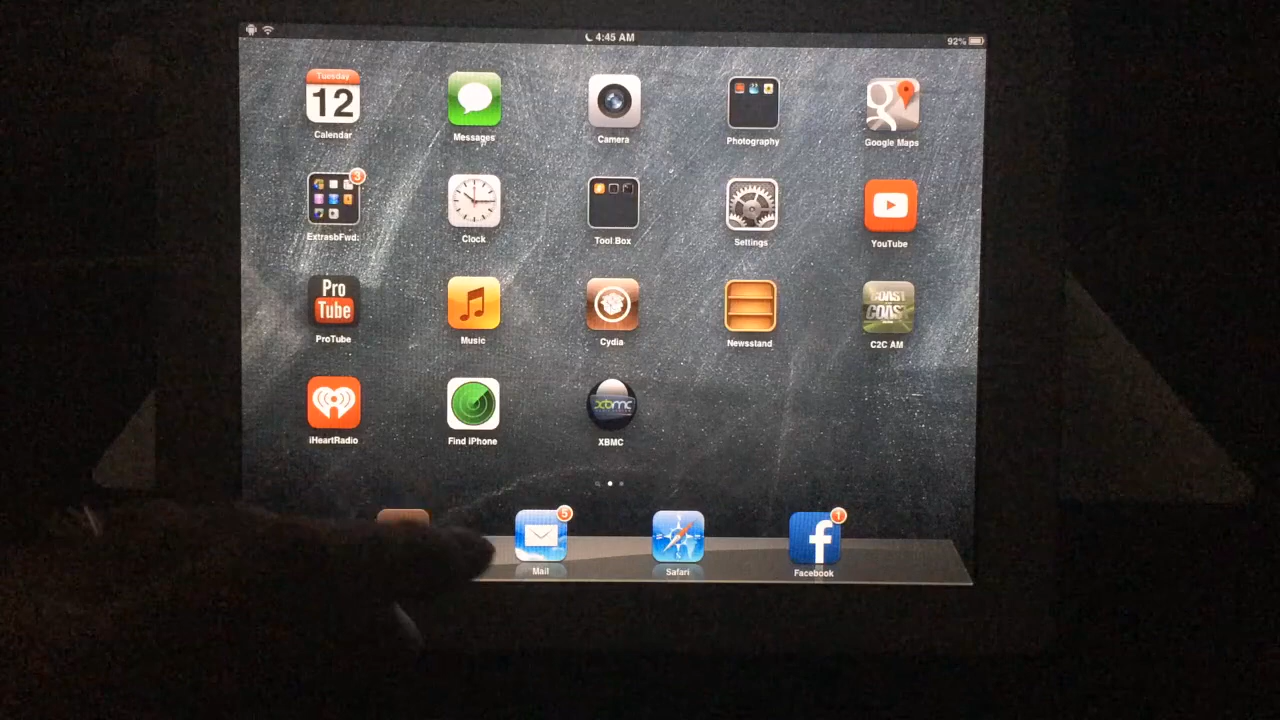 4:45 AM
92%
Tuesday
12
Calendar
Messages
Camera
Photography
Google Maps
3
ExtrasbFwd:
Clock
Tool Box
Settings
YouTube
Pro
Tube
ProTube
Music
Cydia
Newsstand
COAST
COAST
C2C AM
iHeartRadio
Find iPhone
xbmc
XBMC
5
Mail
Safari
1
Facebook